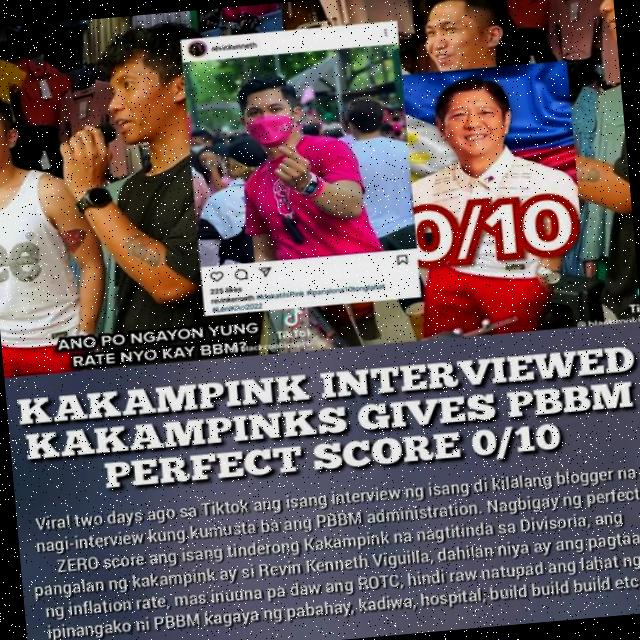 0/10
ANO PO NGAYON YUNG
RATE NYO KAY BBM?
TikTok
KAKAMPINK INTERVIEWED
KAKAMPINKS GIVES PBBM
PERFECT SCORE 0/10
Viral two days ago sa Tiktok ang isang interview ng isang di kilalang blogger na
nagi-interview kung kumusta ba ang PBBM administration. Nagbigay ng perfect
ZERO score ang isang tinderong Kakampink na nagtitinda sa Divisoria, ang
pangalan ng kakampink ay si Revin Kenneth Viguilla, dahilan niya ay ang pagtaa
ng inflation rate, mas inuuna pa daw ang ROTC, hindi raw natupad ang lahat ng
ipinangako ni PBBM kagaya ng pabahay, kadiwa, hospital, build build build etc